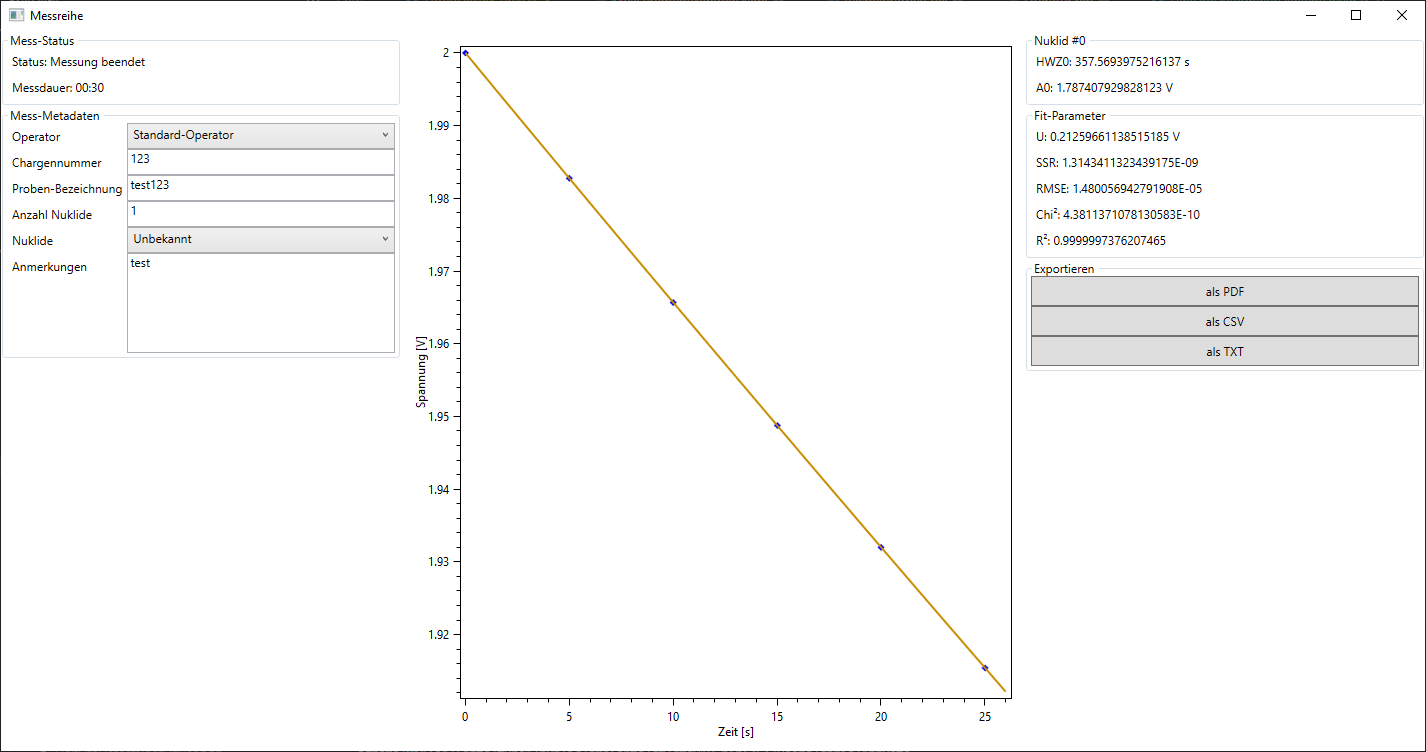 Messreihe
Mess-Status
Status: Messung beendet
Messdauer: 00:30
Mess-Metadaten
Operator Standard-Operator
Chargennummer 123
Proben-Bezeichnung test123
Anzahl Nuklide 1
Nuklide Unbekannt
Anmerkungen test
Spannung [V]
2
1.99
1.98
1.97
1.96
1.95
1.94
1.93
1.92
0 5 10 15 20 25
Zeit [s]
Nuklid #0
HWZ0: 357.5693975216137 s
A0: 1.787407929828123 V
Fit-Parameter
U: 0.21259661138515185 V
SSR: 1.3143411323439175E-09
RMSE: 1.480056942791908E-05
Chi²: 4.3811371078130583E-10
R²: 0.9999997376207465
Exportieren
als PDF
als CSV
als TXT